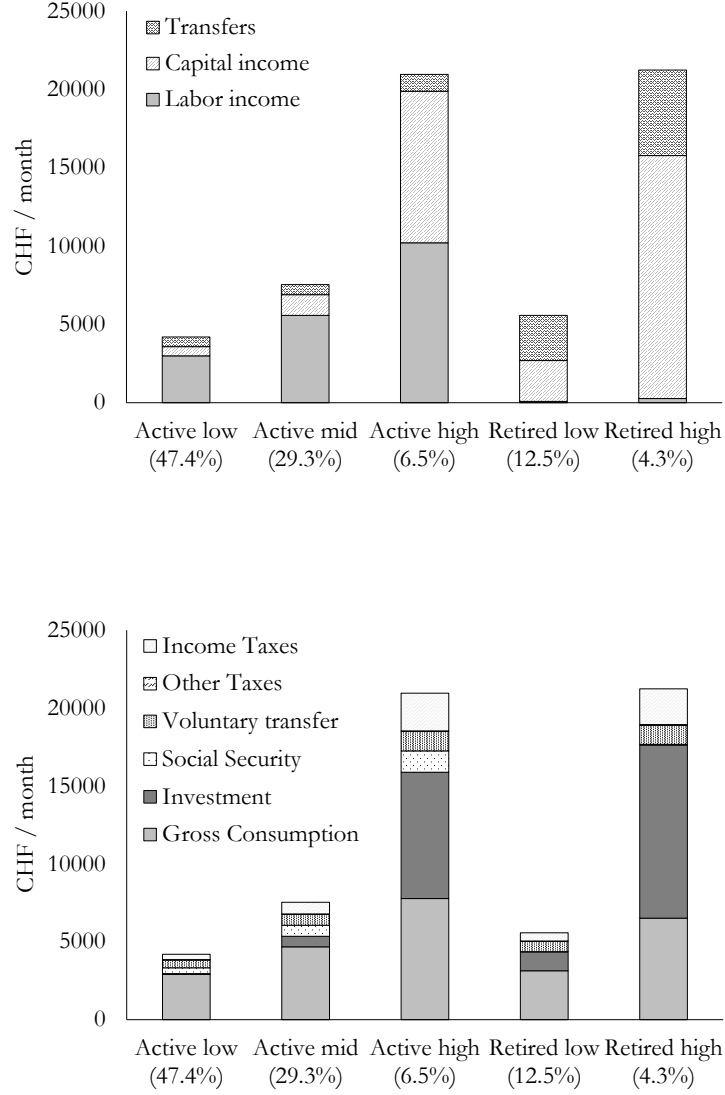 25000
Transfers
20000
Capital income
Labor income
15000
CHF / month
10000
5000
0
Active low Active mid Active high Retired low Retired high
(47.4%) (29.3%) (6.5%) (12.5%) (4.3%)
25000
Income Taxes
Other Taxes
20000
Voluntary transfer
Social Security
15000
Investment
Gross Consumption
CHF / month
10000
5000
0
Active low Active mid Active high Retired low Retired high
(47.4%) (29.3%) (6.5%) (12.5%) (4.3%)